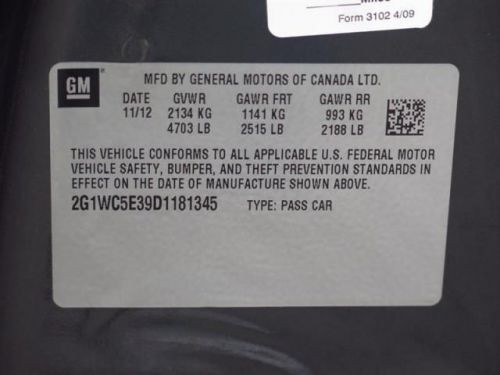 Form 3102 4/09
GM
MFD BY GENERAL MOTORS OF CANADA LTD.
DATE GVWR GAWR FRT GAWR RR
11/12 2134 KG 1141 KG 993 KG
4703 LB 2515 LB 2188 LB
THIS VEHICLE CONFORMS TO ALL APPLICABLE U.S. FEDERAL MOTOR
VEHICLE SAFETY, BUMPER, AND THEFT PREVENTION STANDARDS IN
EFFECT ON THE DATE OF MANUFACTURE SHOWN ABOVE.
2G1WC5E39D1181345 TYPE: PASS CAR